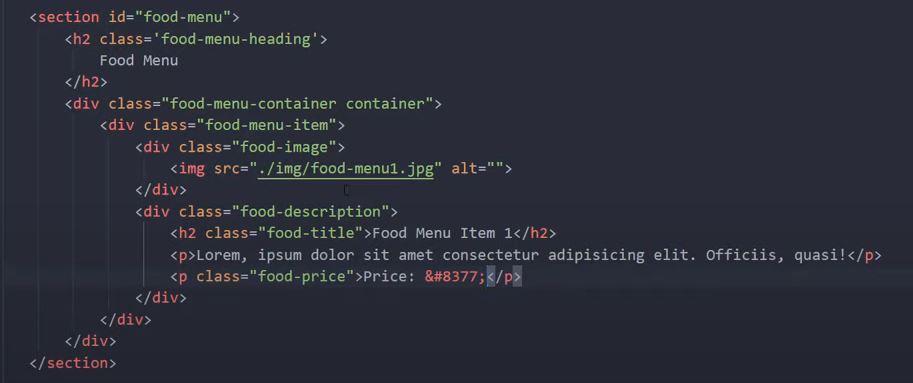 <section id="food-menu">
<h2 class='food-menu-heading'>
Food Menu
</h2>
<div class="food-menu-container container">
<div class="food-menu-item">
<div class="food-image">
<img src="./img/food-menu1.jpg" alt="">
</div>
<div class="food-description">
<h2 class="food-title">Food Menu Item 1</h2>
<p>Lorem, ipsum dolor sit amet consectetur adipisicing elit. Officiis, quasi!</p>
<p class="food-price">Price: &#8377;</p>
</div>
</div>
</div>
</section>